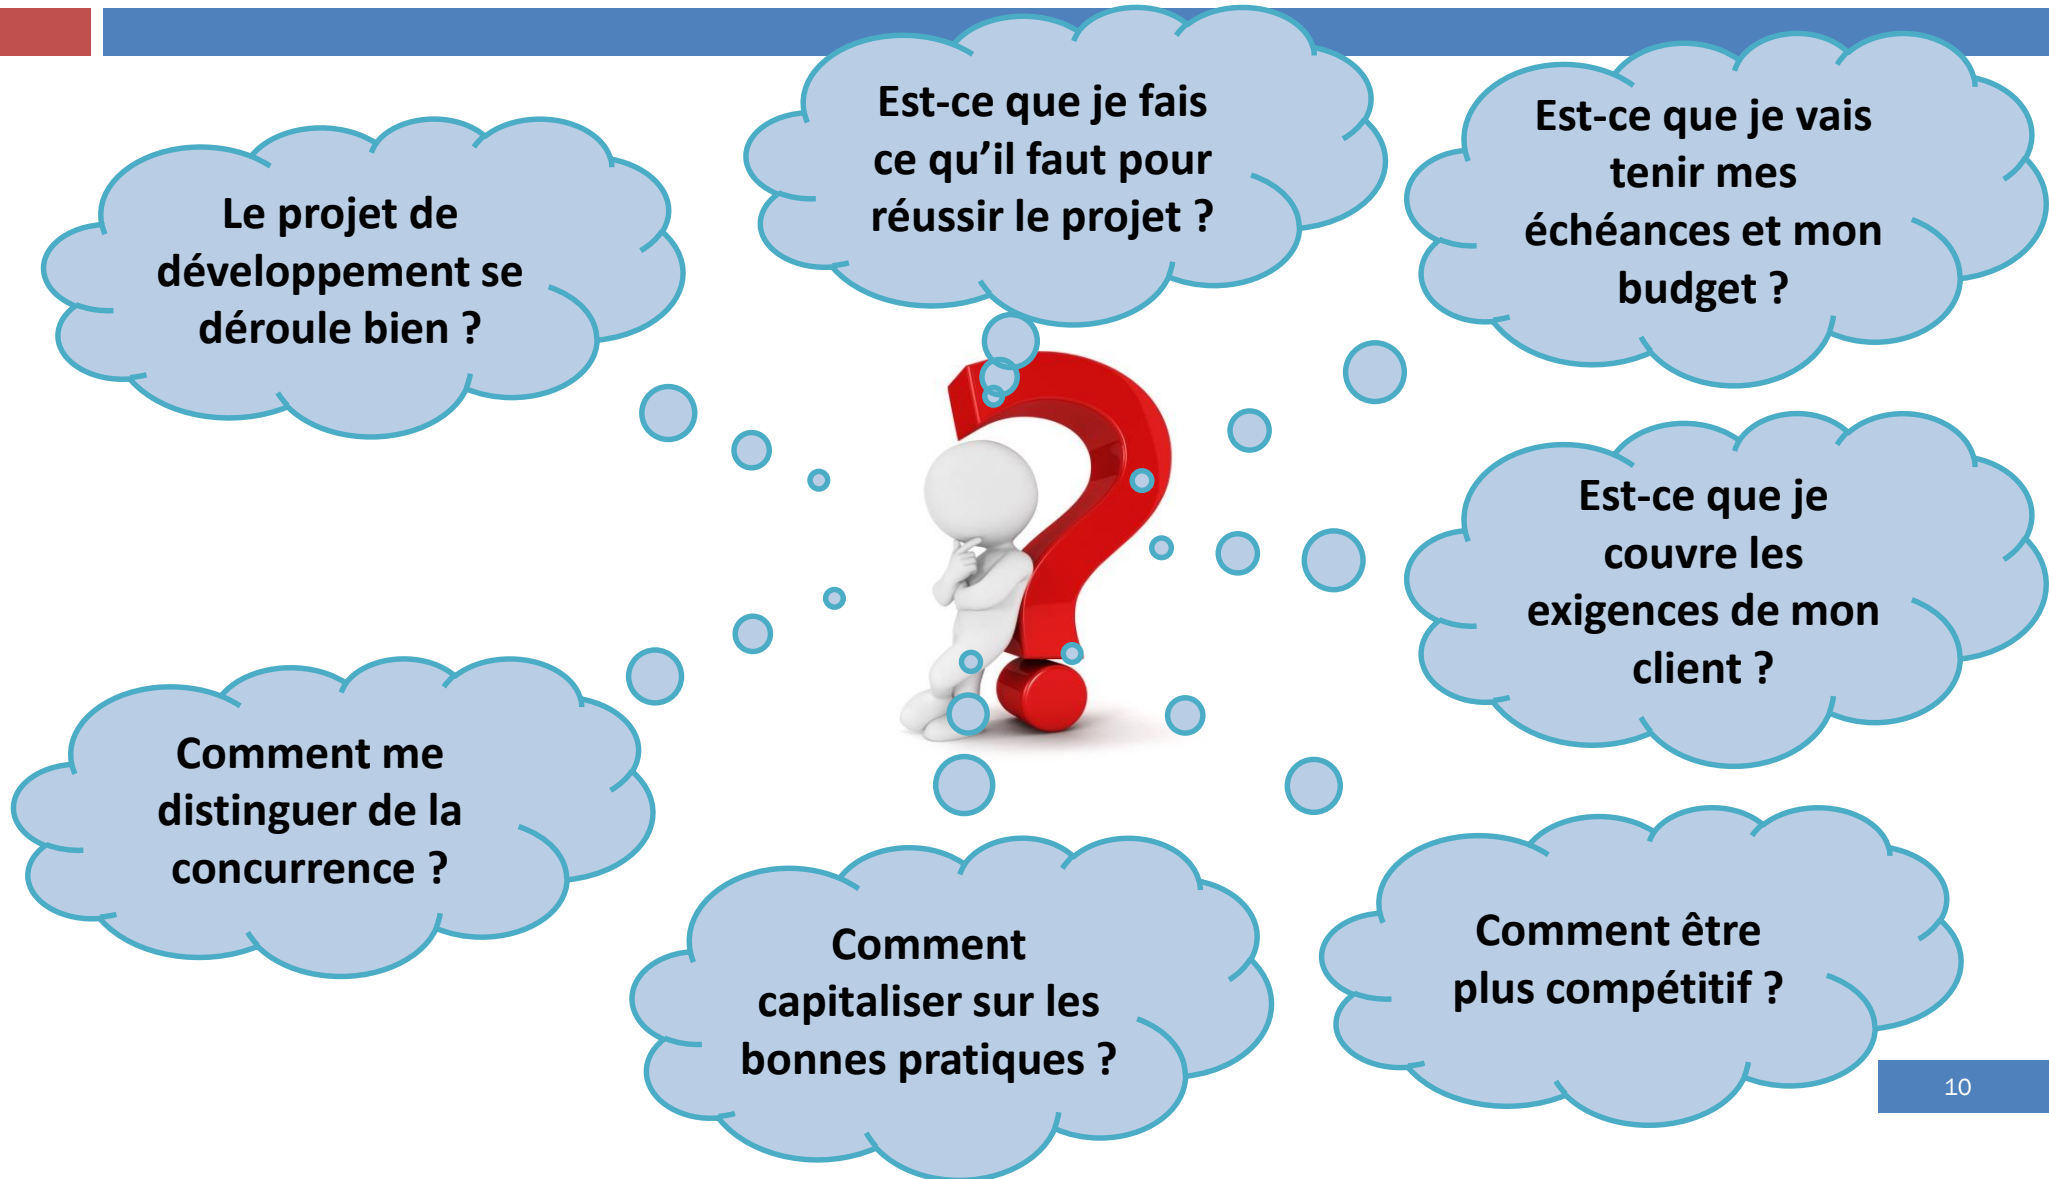 Est-ce que je fais
ce qu’il faut pour
réussir le projet ?
Est-ce que je vais
tenir mes
échéances et mon
budget ?
Le projet de
développement se
déroule bien ?
Est-ce que je
couvre les
exigences de mon
client ?
Comment me
distinguer de la
concurrence ?
Comment
capitaliser sur les
bonnes pratiques ?
Comment être
plus compétitif ?
10